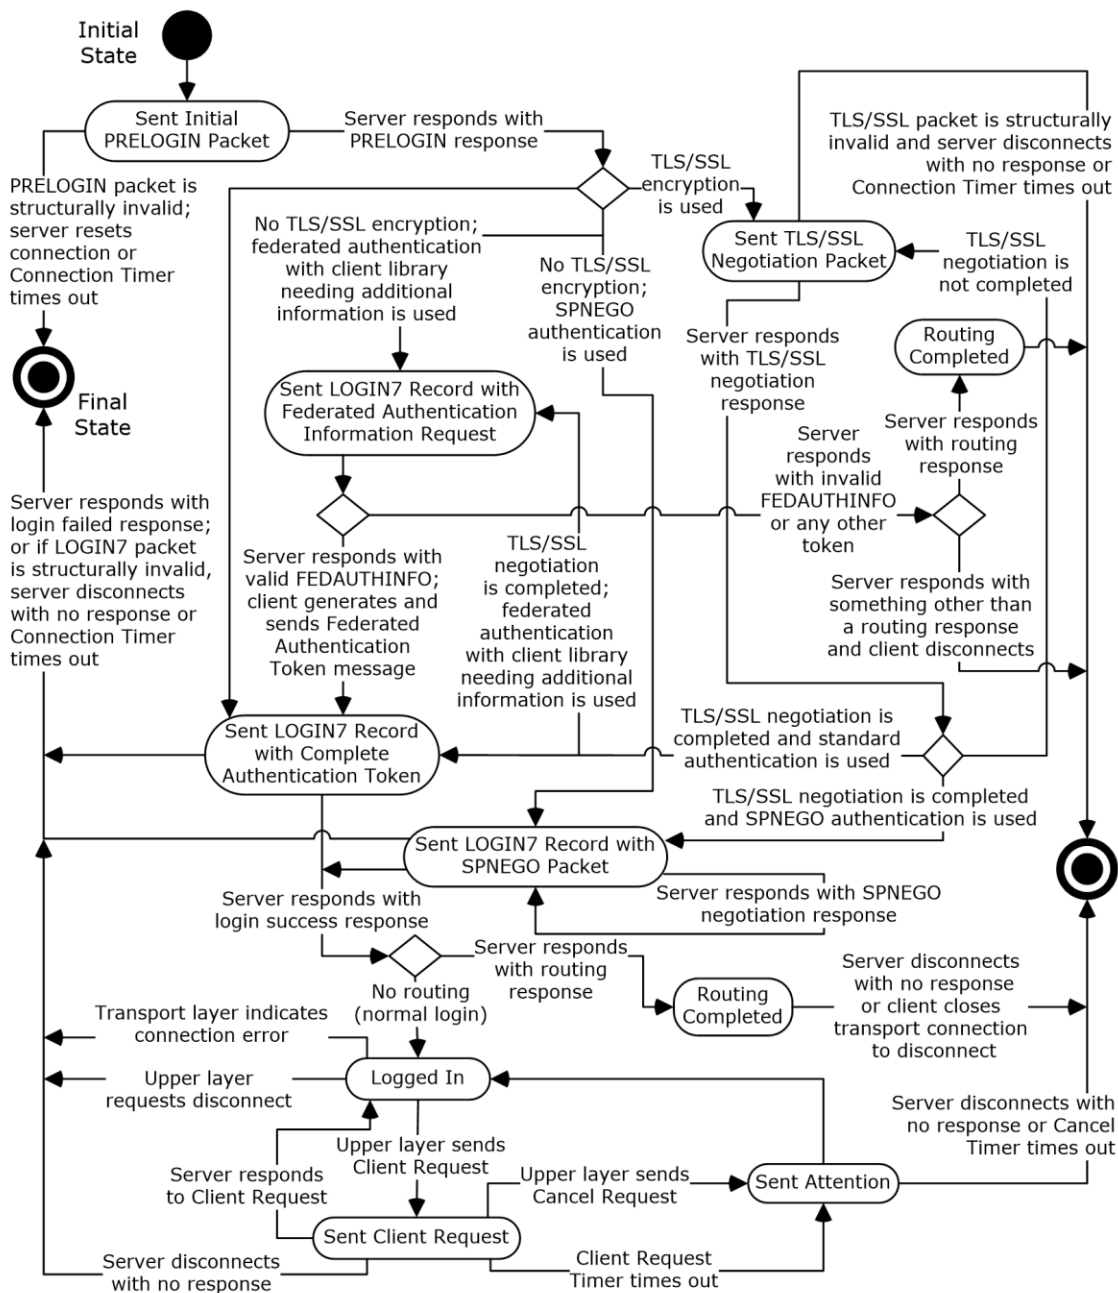 Initial
State
Sent Initial
PRELOGIN Packet
Server responds with
PRELOGIN response
TLS/SSL packet is structurally
invalid and server disconnects
with no response or
Connection Timer times out
PRELOGIN packet is
structurally invalid;
server resets
connection or
Connection Timer
times out
TLS/SSL
encryption
is used
No TLS/SSL encryption;
federated authentication
with client library
needing additional
information is used
No TLS/SSL
encryption;
SPNEGO
authentication
is used
Sent TLS/SSL
Negotiation Packet
TLS/SSL
negotiation is
not completed
Server responds
with TLS/SSL
negotiation
response
Routing
Completed
Final
State
Sent LOGIN7 Record with
Federated Authentication
Information Request
Server responds
with routing
response
Server
responds
with invalid
FEDAUTHINFO
or any other
token
Server responds with
login failed response;
or if LOGIN7 packet
is structurally invalid,
server disconnects
with no response or
Connection Timer
times out
Server responds with
valid FEDAUTHINFO;
client generates and
sends Federated
Authentication
Token message
TLS/SSL
negotiation
is completed;
federated
authentication
with client library
needing additional
information is used
Server responds with
something other than
a routing response
and client disconnects
Sent LOGIN7 Record
with Complete
Authentication Token
TLS/SSL negotiation is
completed and standard
authentication is used
TLS/SSL negotiation is completed
and SPNEGO authentication is used
Sent LOGIN7 Record with
SPNEGO Packet
Server responds with SPNEGO
negotiation response
Server responds with
login success response
Server responds
with routing
response
No routing
(normal login)
Routing
Completed
Server disconnects
with no response
or client closes
transport connection
to disconnect
Transport layer indicates
connection error
Logged In
Upper layer
requests disconnect
Server disconnects with
no response or Cancel
Timer times out
Upper layer sends
Client Request
Server responds
to Client Request
Upper layer sends
Cancel Request
Sent Attention
Sent Client Request
Server disconnects
with no response
Client Request
Timer times out